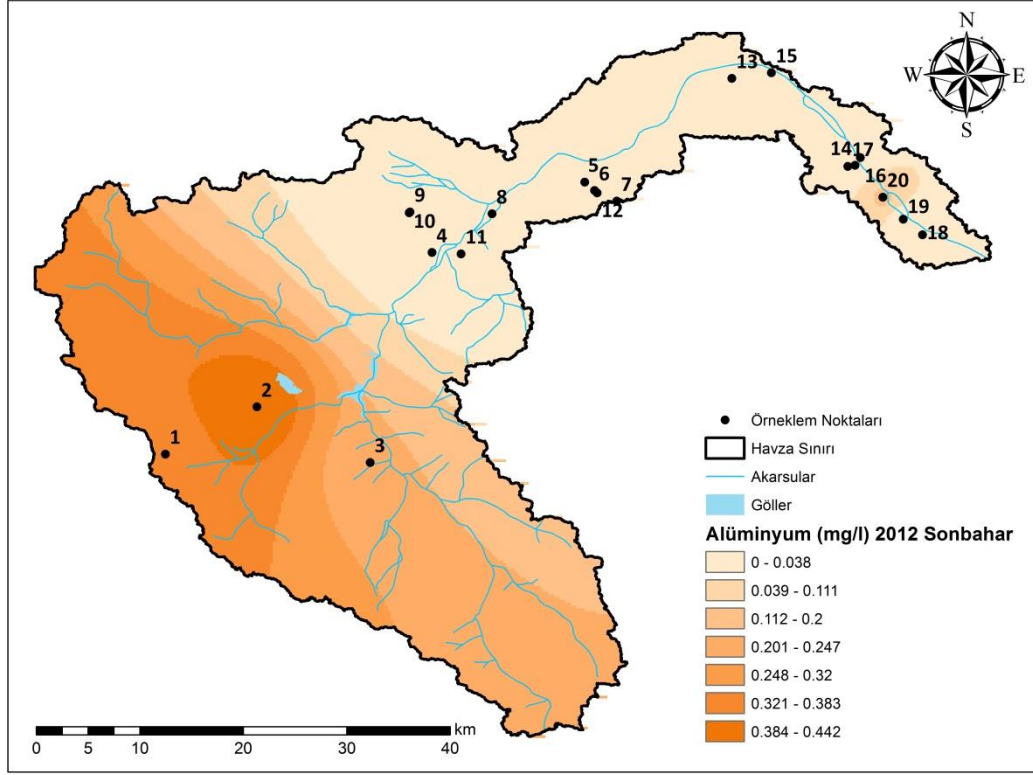 N
W E
S
13
15
14
17
16
20
19
18
5
6
7
12
9
10
8
4
11
2
1
3
Örneklem Noktaları
Havza Sınırı
Akarsular
Göller
Alüminyum (mg/l) 2012 Sonbahar
0 - 0.038
0.039 - 0.111
0.112 - 0.2
0.201 - 0.247
0.248 - 0.32
0.321 - 0.383
0.384 - 0.442
km
0 5 10 20 30 40